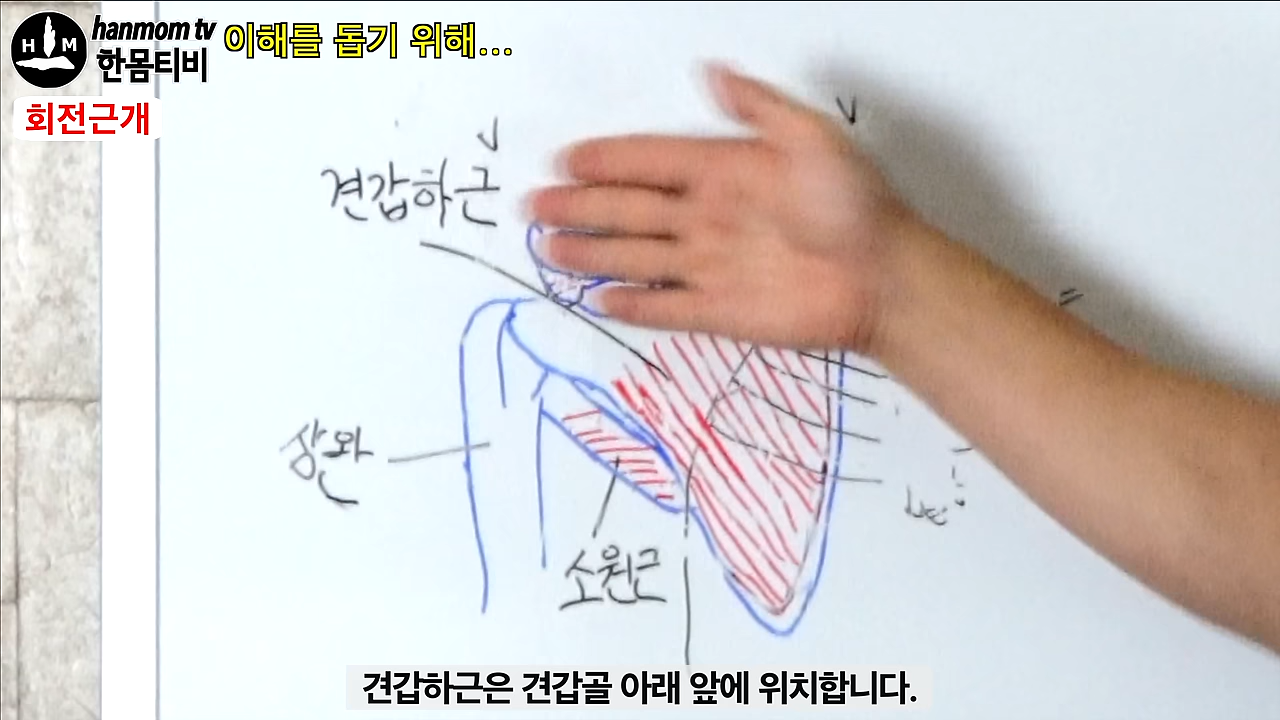 hanmom tv
한몸티비
이해를 돕기 위해...
H M
회전근개
견갑하근
상완
소원근
견갑하근은 견갑골 아래 앞에 위치합니다.